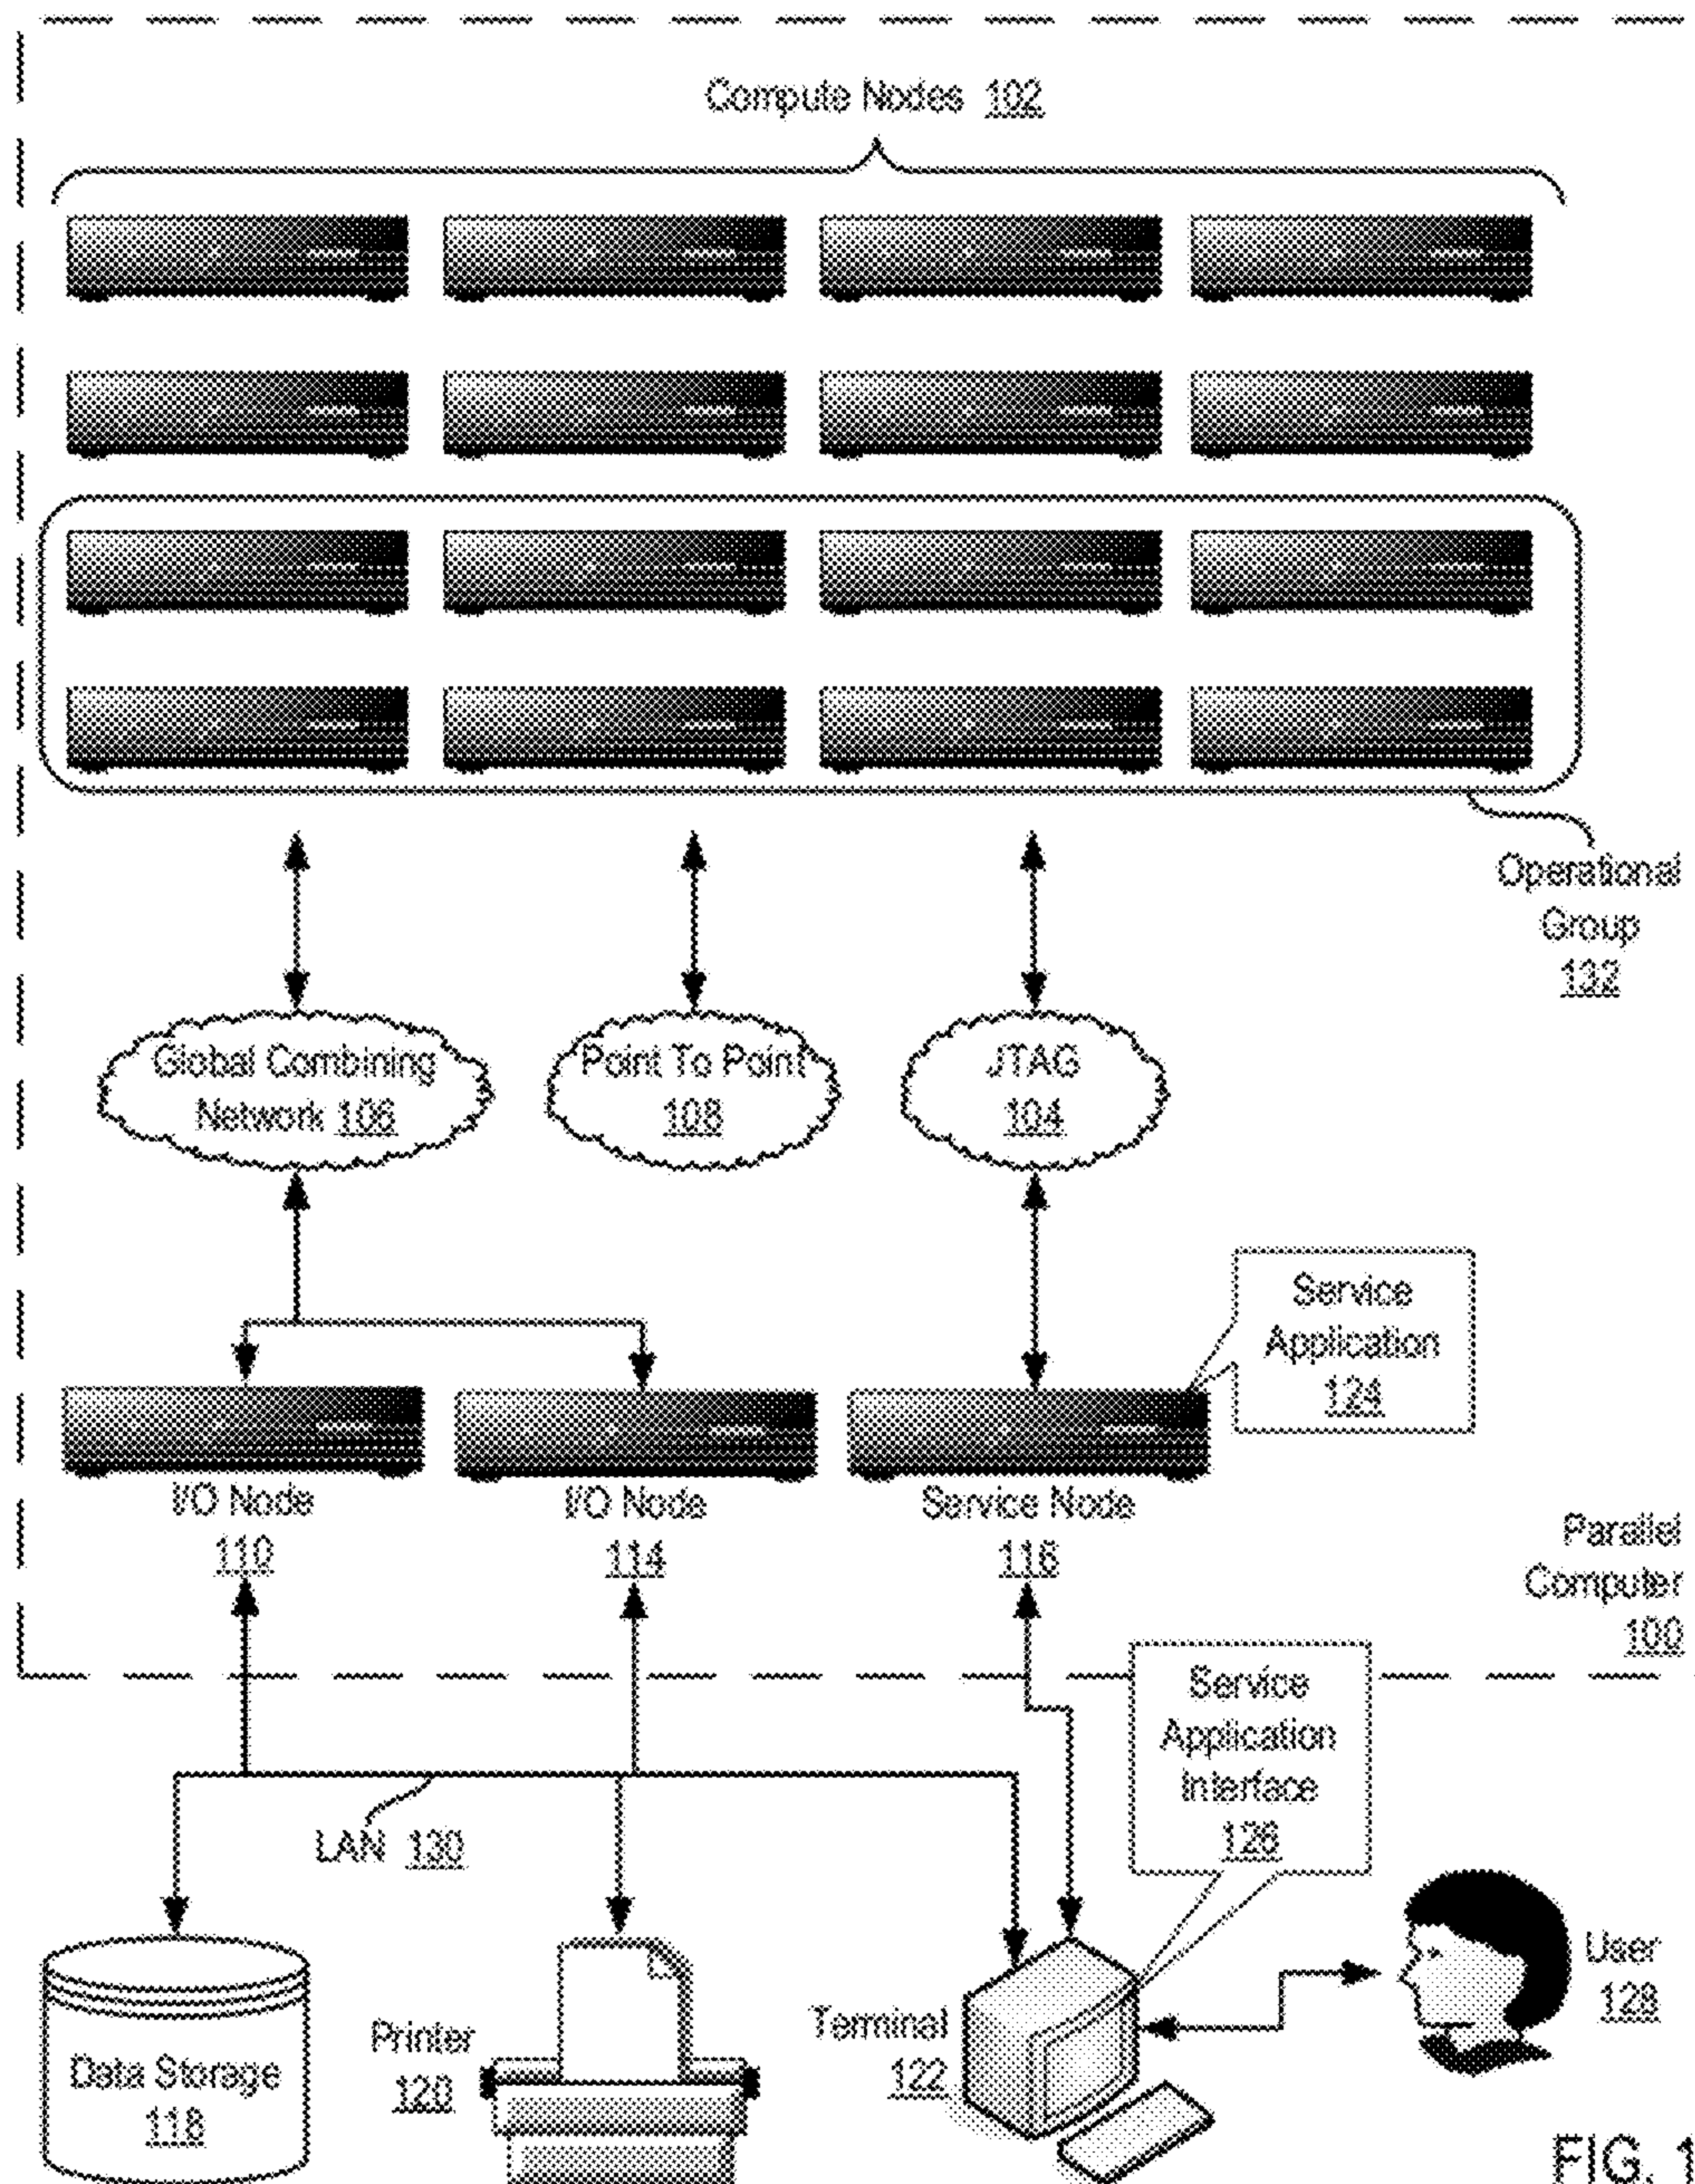 Compute Nodes 102
Operational
Group
132
Global Combining
Network 106
Point To Point
108
JTAG
104
Service
Application
124
I/O Node
110
I/O Node
114
Service Node
116
Parallel
Computer
100
Service
Application
Interface
126
LAN 130
Data Storage
118
Printer
120
Terminal
122
User
128
FIG. 1